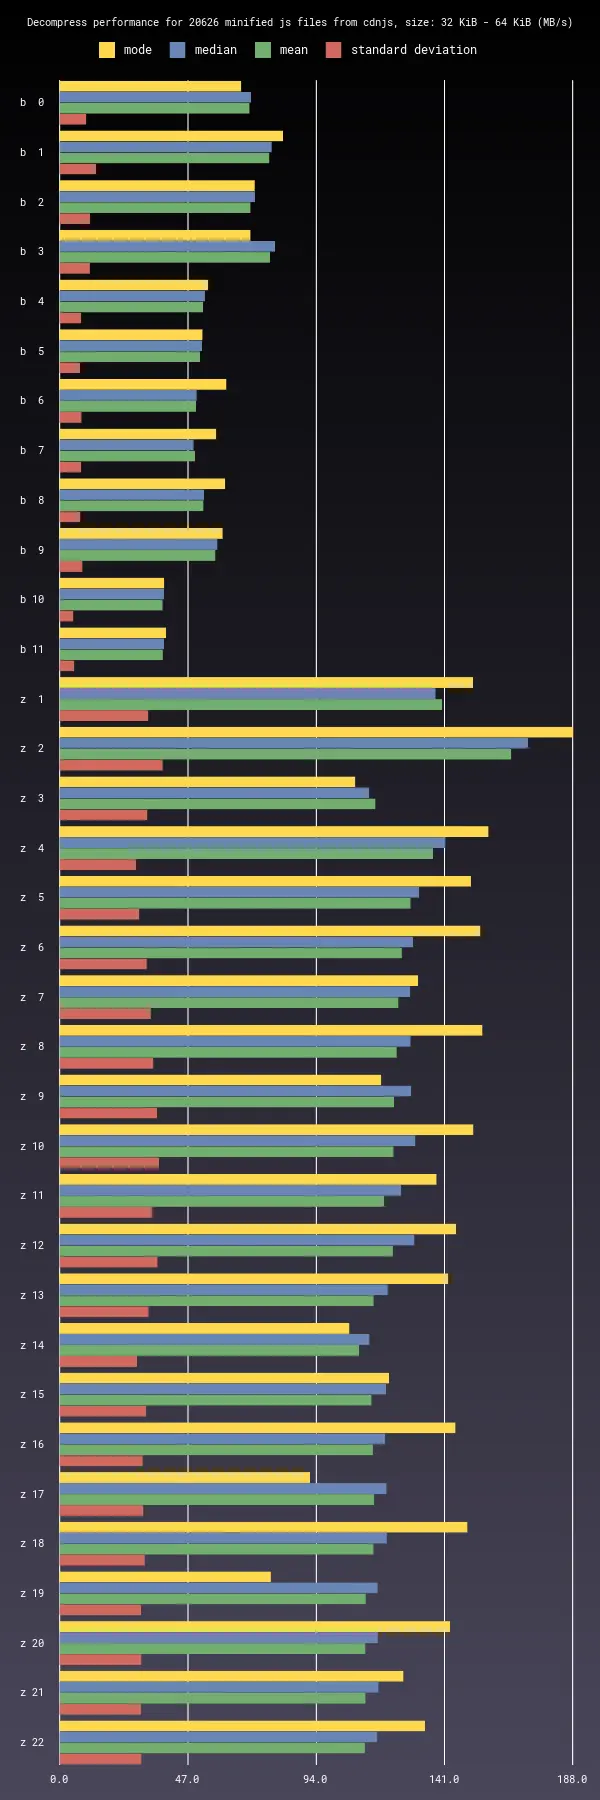 Decompress performance for 20626 minified js files from cdnjs, size: 32 KiB - 64 KiB (MB/s)
mode median mean standard deviation
b 0
b 1
b 2
b 3
b 4
b 5
b 6
b 7
b 8
b 9
b 10
b 11
z 1
z 2
z 3
z 4
z 5
z 6
z 7
z 8
z 9
z 10
z 11
z 12
z 13
z 14
z 15
z 16
z 17
z 18
z 19
z 20
z 21
z 22
0.0 47.0 94.0 141.0 188.0